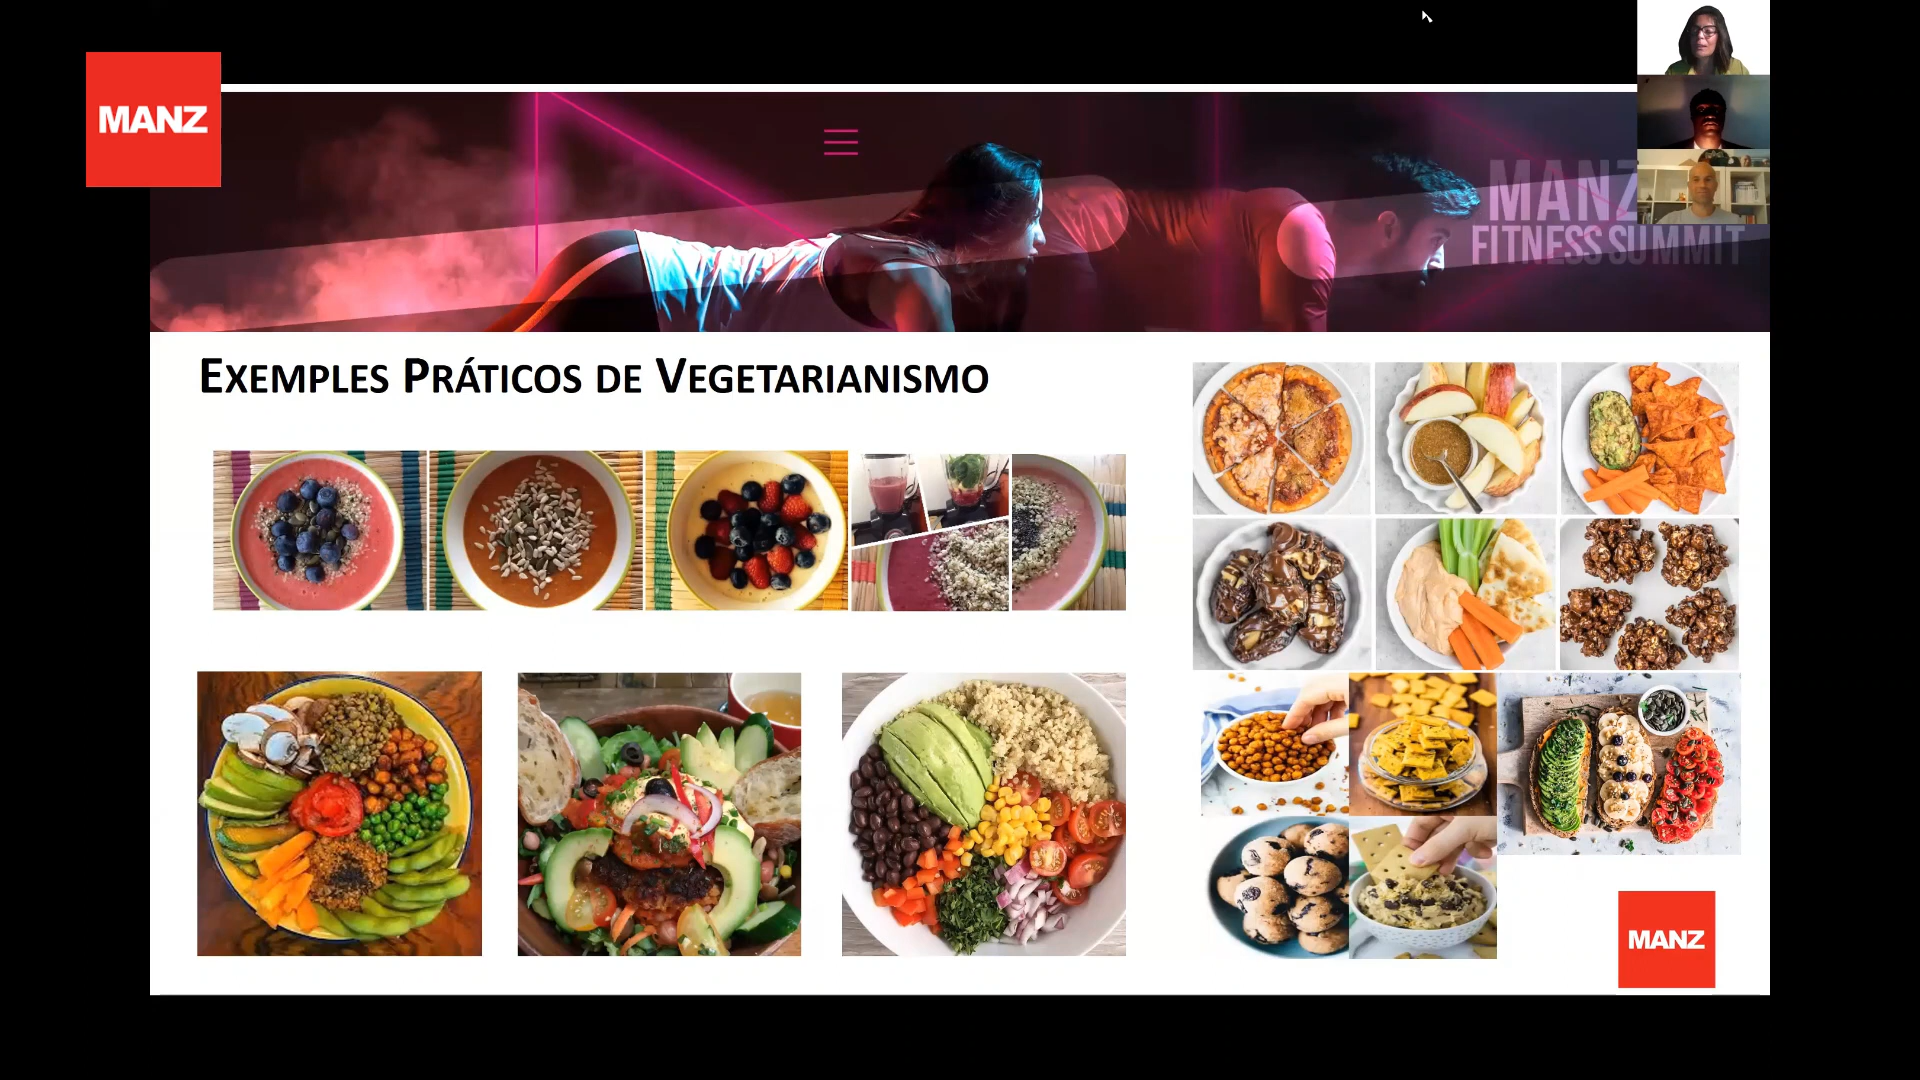 MANZ
MANZ
FITNESS SUMMIT
EXEMPLES PRÁTICOS DE VEGETARIANISMO
MANZ